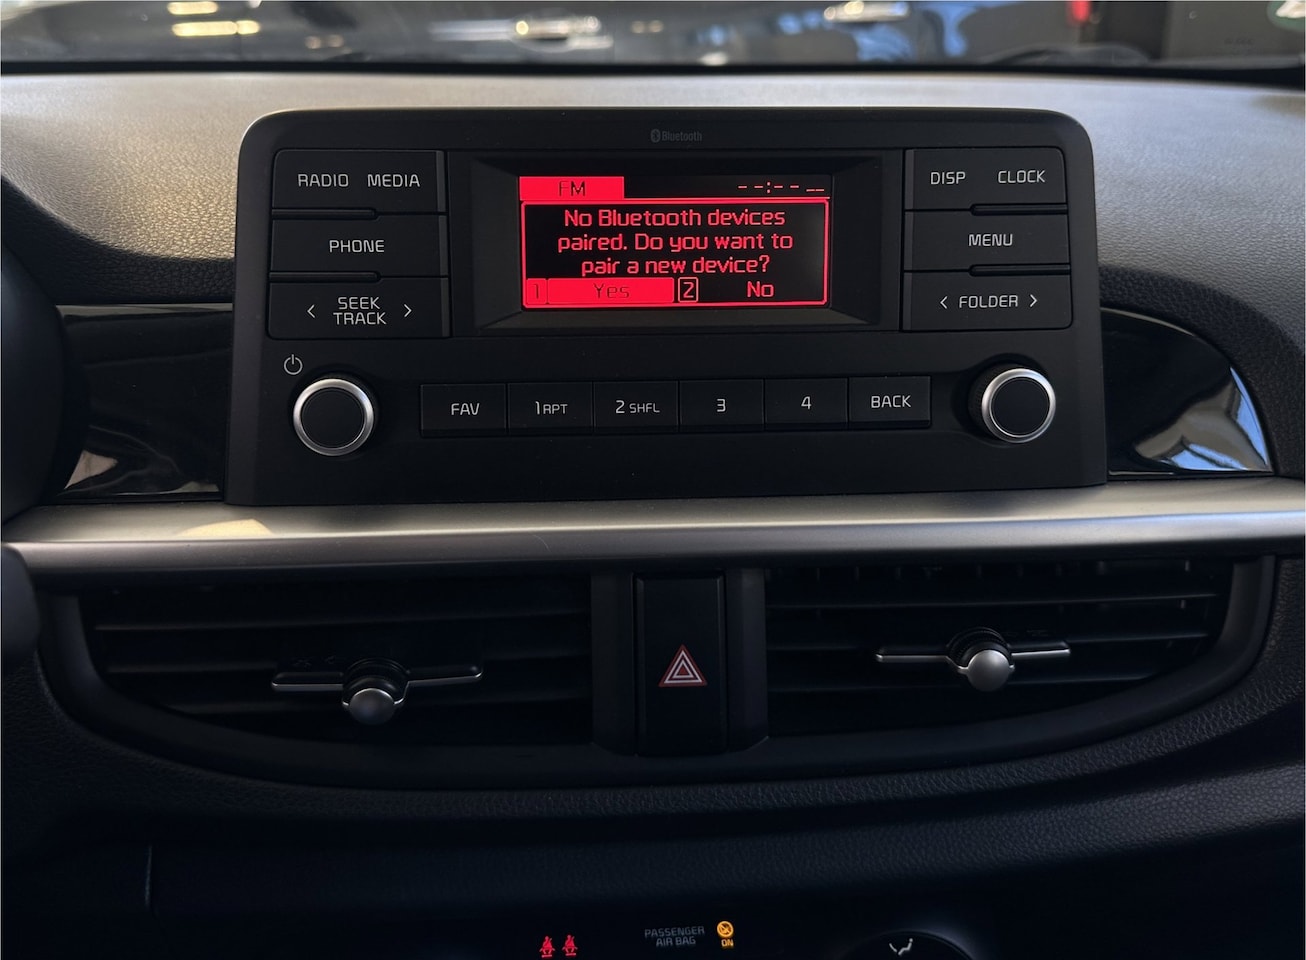 Bluetooth
RADIO MEDIA
PHONE
< SEEK >
TRACK
FM --:-- __
No Bluetooth devices
paired. Do you want to
pair a new device?
1 Yes 2 No
DISP CLOCK
MENU
< FOLDER >
FAV 1 RPT 2 SHFL 3 4 BACK
PASSENGER
AIR BAG
ON